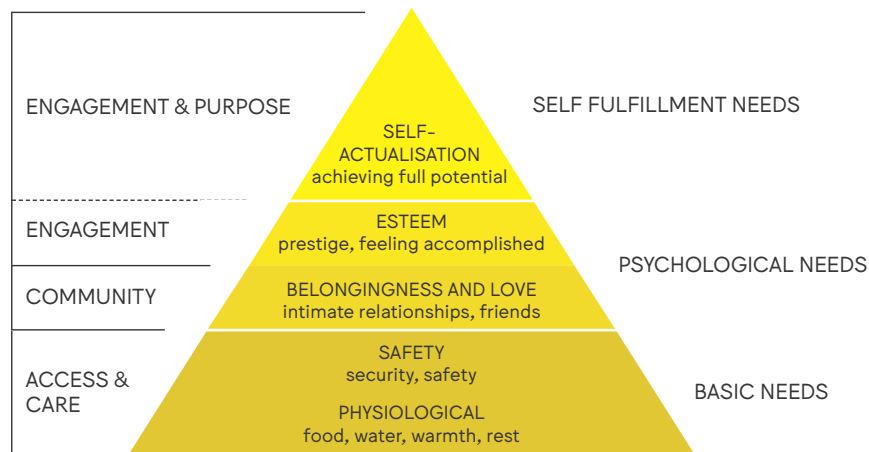 ENGAGEMENT & PURPOSE
SELF FULFILLMENT NEEDS
SELF-
ACTUALISATION
achieving full potential
ENGAGEMENT
ESTEEM
prestige, feeling accomplished
PSYCHOLOGICAL NEEDS
COMMUNITY
BELONGINGNESS AND LOVE
intimate relationships, friends
ACCESS &
CARE
SAFETY
security, safety
BASIC NEEDS
PHYSIOLOGICAL
food, water, warmth, rest